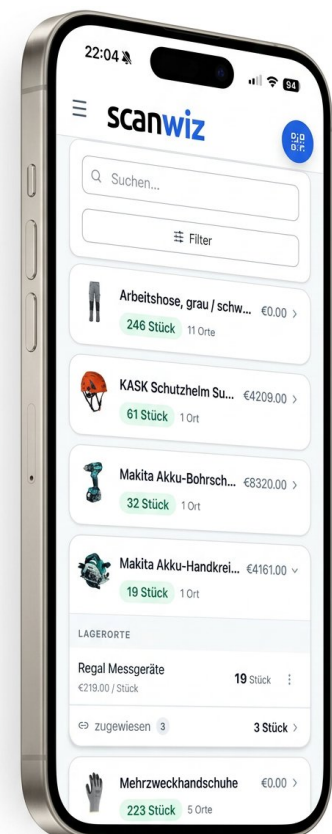 22:04
94
scanwiz
Suchen...
Filter
Arbeitshose, grau / schw... €0.00
246 Stück 11 Orte
KASK Schutzhelm Su... €4209.00
61 Stück 1 Ort
Makita Akku-Bohrsch... €8320.00
32 Stück 1 Ort
Makita Akku-Handkrei... €4161.00
19 Stück 1 Ort
LAGERORTE
Regal Messgeräte 19 Stück
€219.00 / Stück
zugewiesen 3 3 Stück
Mehrzweckhandschuhe €0.00
223 Stück 5 Orte